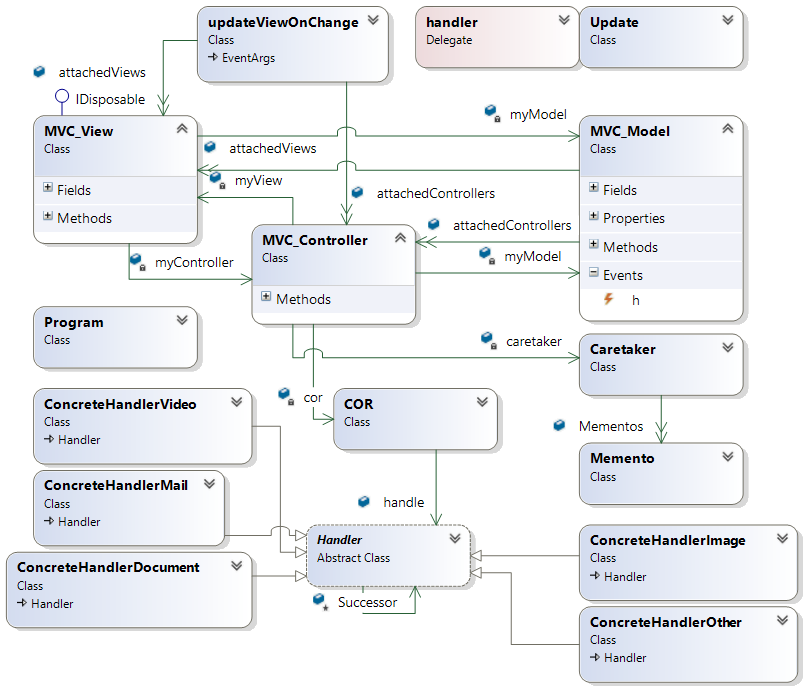 updateViewOnChange
Class
EventArgs
handler
Delegate
Update
Class
attachedViews
IDisposable
MVC_View
Class
Fields
Methods
attachedViews
myView
myModel
MVC_Model
Class
Fields
Properties
Methods
Events
h
attachedControllers
attachedControllers
myModel
myController
MVC_Controller
Class
Methods
Program
Class
caretaker
Caretaker
Class
cor
COR
Class
Mementos
Memento
Class
ConcreteHandlerVideo
Class
Handler
ConcreteHandlerMail
Class
Handler
handle
ConcreteHandlerDocument
Class
Handler
Handler
Abstract Class
Successor
ConcreteHandlerImage
Class
Handler
ConcreteHandlerOther
Class
Handler